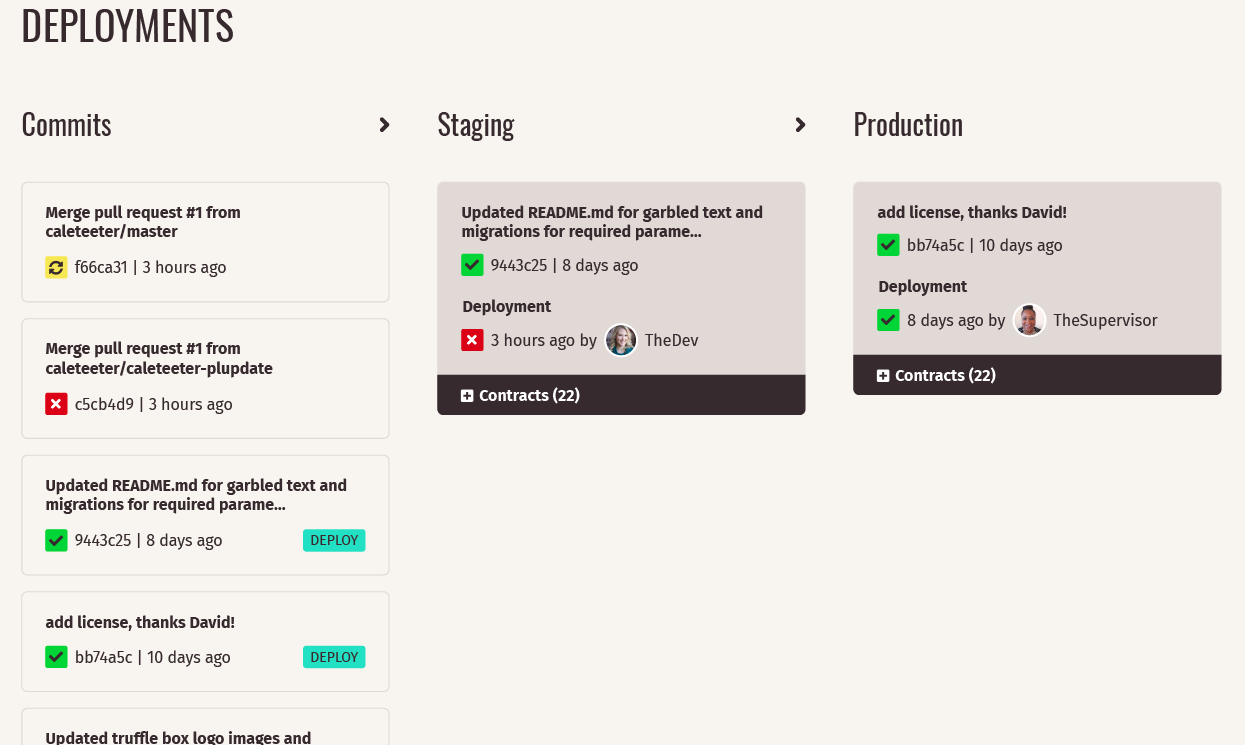 DEPLOYMENTS
Commits
Merge pull request #1 from
caleteeter/master
f66ca31 | 3 hours ago
Merge pull request #1 from
caleteeter/caleteeter-plupdate
c5cb4d9 | 3 hours ago
Updated README.md for garbled text and
migrations for required parame...
9443c25 | 8 days ago DEPLOY
add license, thanks David!
bb74a5c | 10 days ago DEPLOY
Updated truffle box logo images and
Staging
Updated README.md for garbled text and
migrations for required parame...
9443c25 | 8 days ago
Deployment
3 hours ago by TheDev
Contracts (22)
Production
add license, thanks David!
bb74a5c | 10 days ago
Deployment
8 days ago by TheSupervisor
Contracts (22)